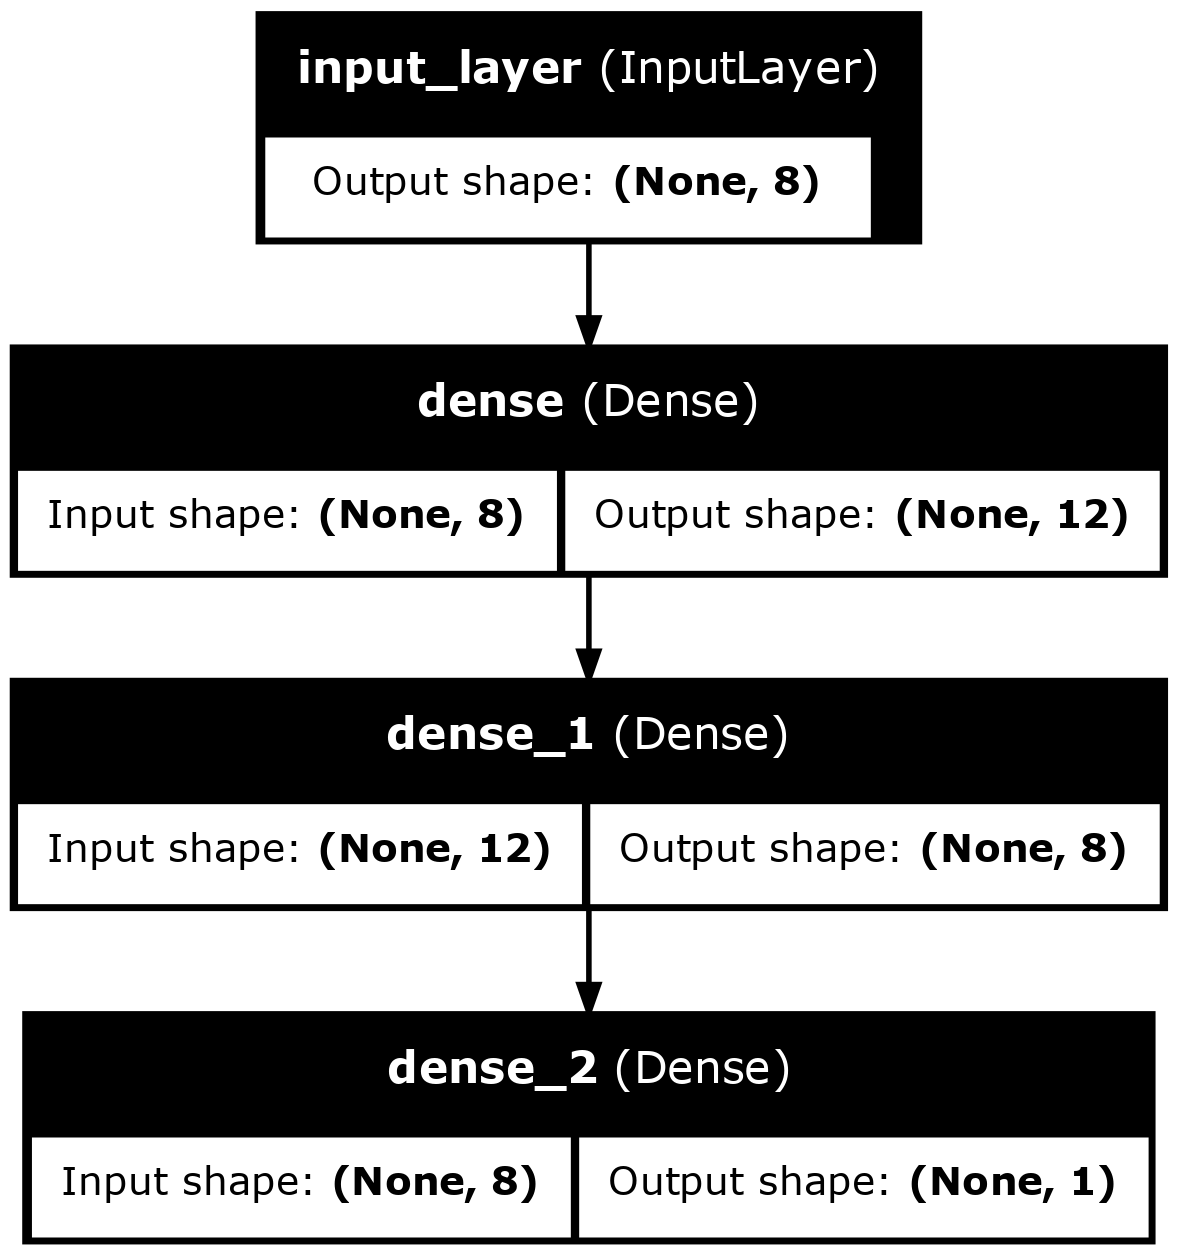 input_layer (InputLayer)
Output shape: (None, 8)
dense (Dense)
Input shape: (None, 8) Output shape: (None, 12)
dense_1 (Dense)
Input shape: (None, 12) Output shape: (None, 8)
dense_2 (Dense)
Input shape: (None, 8) Output shape: (None, 1)